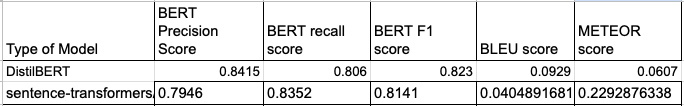 Type of Model	BERT Precision Score	BERT recall score	BERT F1 score	BLEU score	METEOR score
DistilBERT	0.8415	0.806	0.823	0.0929	0.0607
sentence-transformers/	0.7946	0.8352	0.8141	0.0404891681	0.2292876338